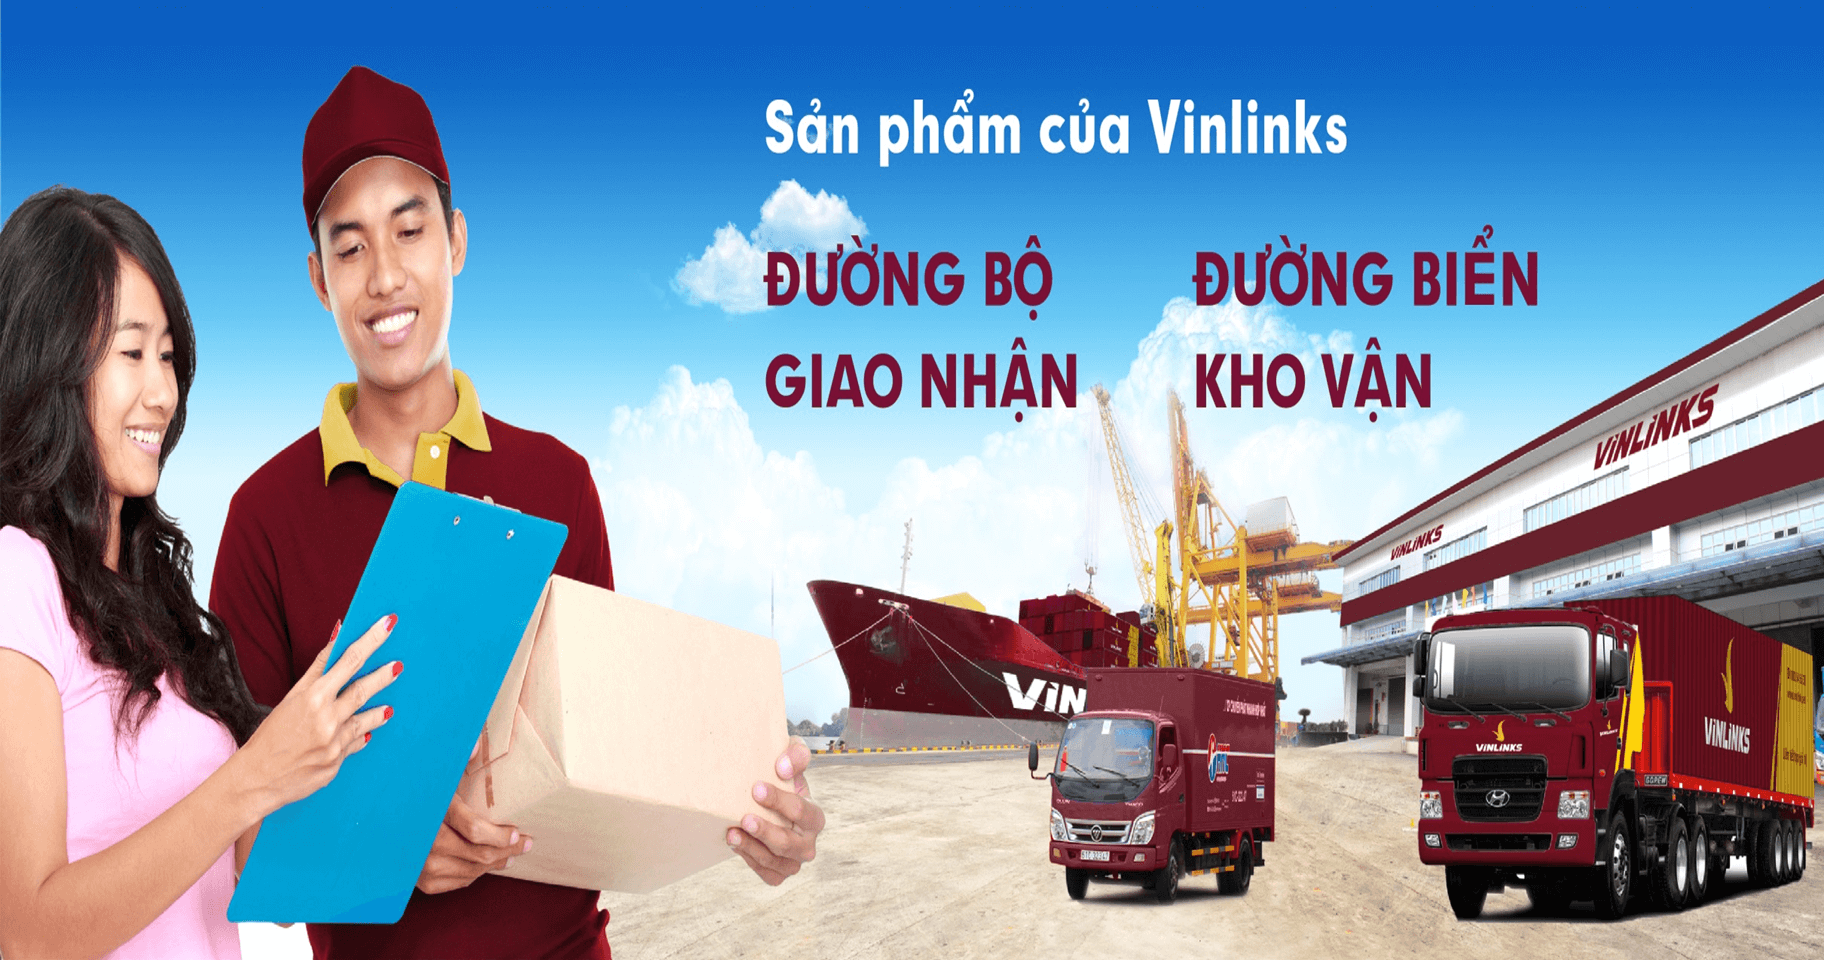 Sản phẩm của Vinlinks
ĐƯỜNG BỘ
ĐƯỜNG BIỂN
GIAO NHẬN
KHO VẬN
ViNLiNKS
ViNLiNKS
ViN
ViNLiNKS
ViNLiNKS